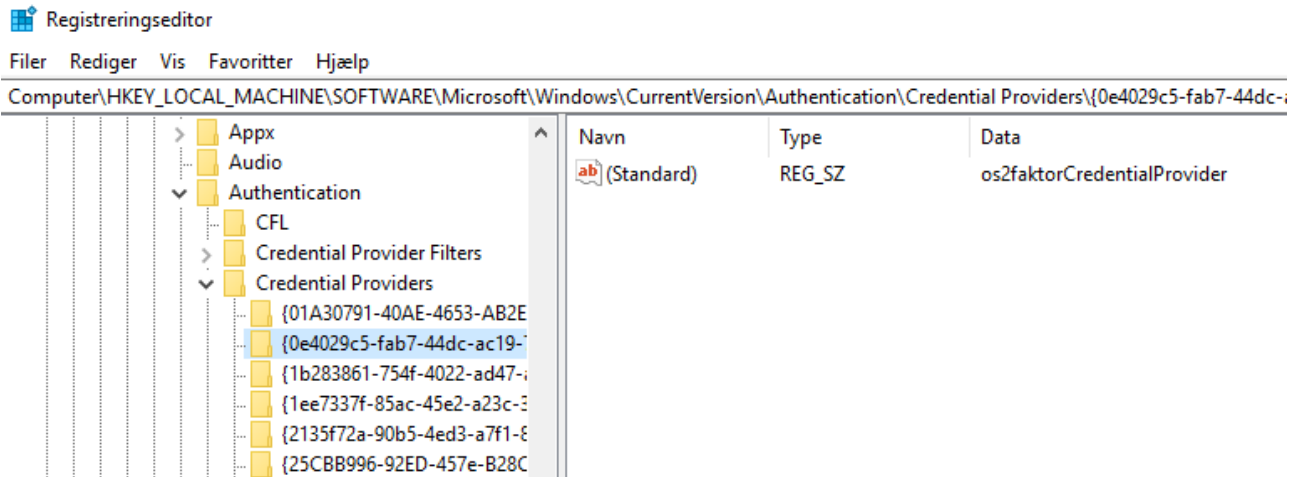 Registreringseditor
Filer Rediger Vis Favoritter Hjælp
Computer\HKEY_LOCAL_MACHINE\SOFTWARE\Microsoft\Windows\CurrentVersion\Authentication\Credential Providers\{0e4029c5-fab7-44dc-
Appx
Audio
Authentication
CFL
Credential Provider Filters
Credential Providers
{01A30791-40AE-4653-AB2E
{0e4029c5-fab7-44dc-ac19-
{1b283861-754f-4022-ad47-
{1ee7337f-85ac-45e2-a23c-3
{2135f72a-90b5-4ed3-a7f1-8
{25CBB996-92ED-457e-B28C
Navn Type Data
ab (Standard) REG_SZ os2faktorCredentialProvider